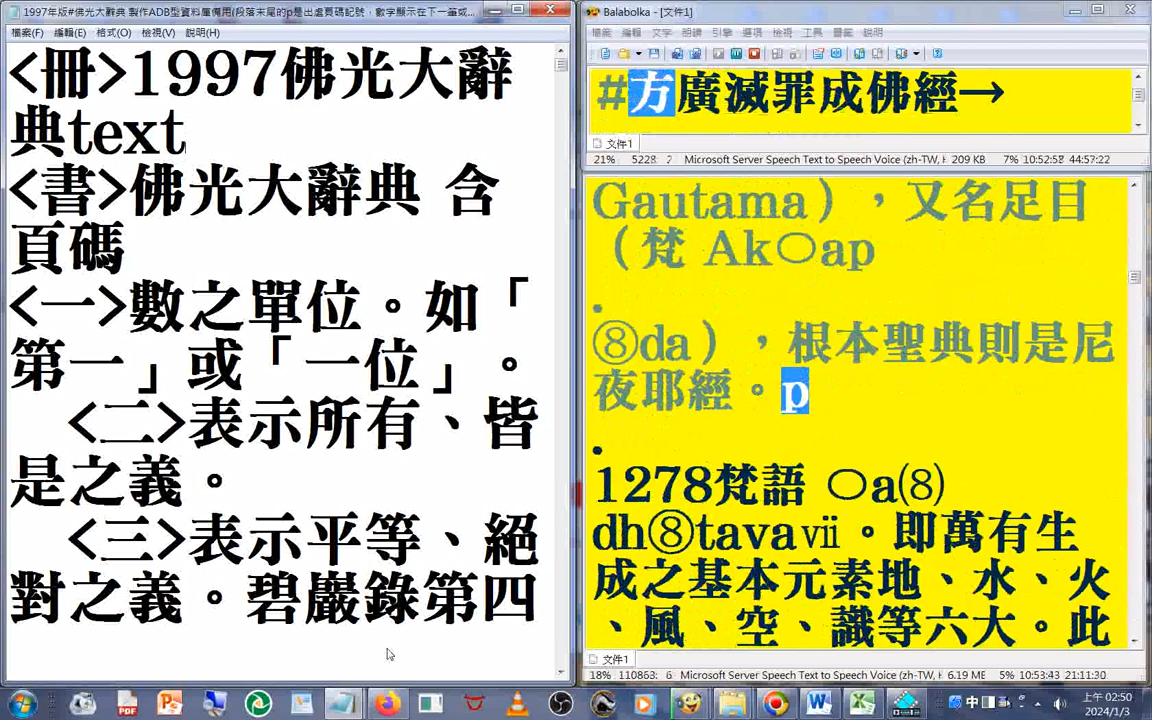 1997年版#佛光大辭典 製作ADB型資料庫備用(段落末尾的p是出處頁碼記號，數字顯示在下一筆或...
檔案(F) 編輯(E) 格式(O) 檢視(V) 說明(H)
<冊>1997佛光大辭
典text
<書>佛光大辭典 含
頁碼
<一>數之單位。如「
第一」或「一位」。
<二>表示所有、皆
是之義。
<三>表示平等、絕
對之義。碧巖錄第四
Balabolka - [文件1]
檔案 編輯 文字 朗讀 引擎 選項 檢視 工具 書籤 說明
#方廣滅罪成佛經→
文件1
21% 5228: 2 Microsoft Server Speech Text to Speech Voice (zh-TW, H 209 KB 7% 10:52:58 44:57:22
Gautama），又名足目
（梵 Ak○ap
.
⑧da），根本聖典則是尼
夜耶經。p
.
1278梵語 ○a⑻
dh⑧tavaⅶ。即萬有生
成之基本元素地、水、火
、風、空、識等六大。此
文件1
18% 110863: 6 Microsoft Server Speech Text to Speech Voice (zh-TW, H 6.19 ME 5% 10:53:43 21:11:30
中
上午 02:50
2024/1/3